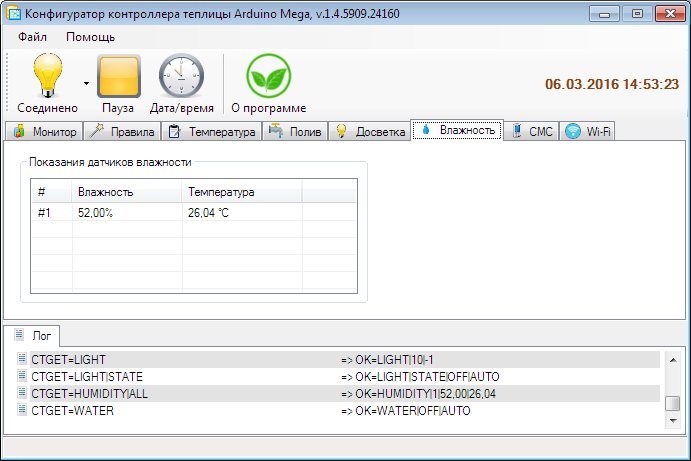 Конфигуратор контроллера теплицы Arduino Mega, v.1.4.5909.24160
Файл Помощь
Соединено Пауза Дата/время О программе 06.03.2016 14:53:23
Монитор Правила Температура Полив Досветка Влажность СМС Wi-Fi
Показания датчиков влажности
# Влажность Температура
#1 52,00% 26,04 °C
Лог
CTGET=LIGHT => OK=LIGHT|10|-1
CTGET=LIGHT|STATE => OK=LIGHT|STATE|OFF|AUTO
CTGET=HUMIDITY|ALL => OK=HUMIDITY|1|52,00|26,04
CTGET=WATER => OK=WATER|OFF|AUTO